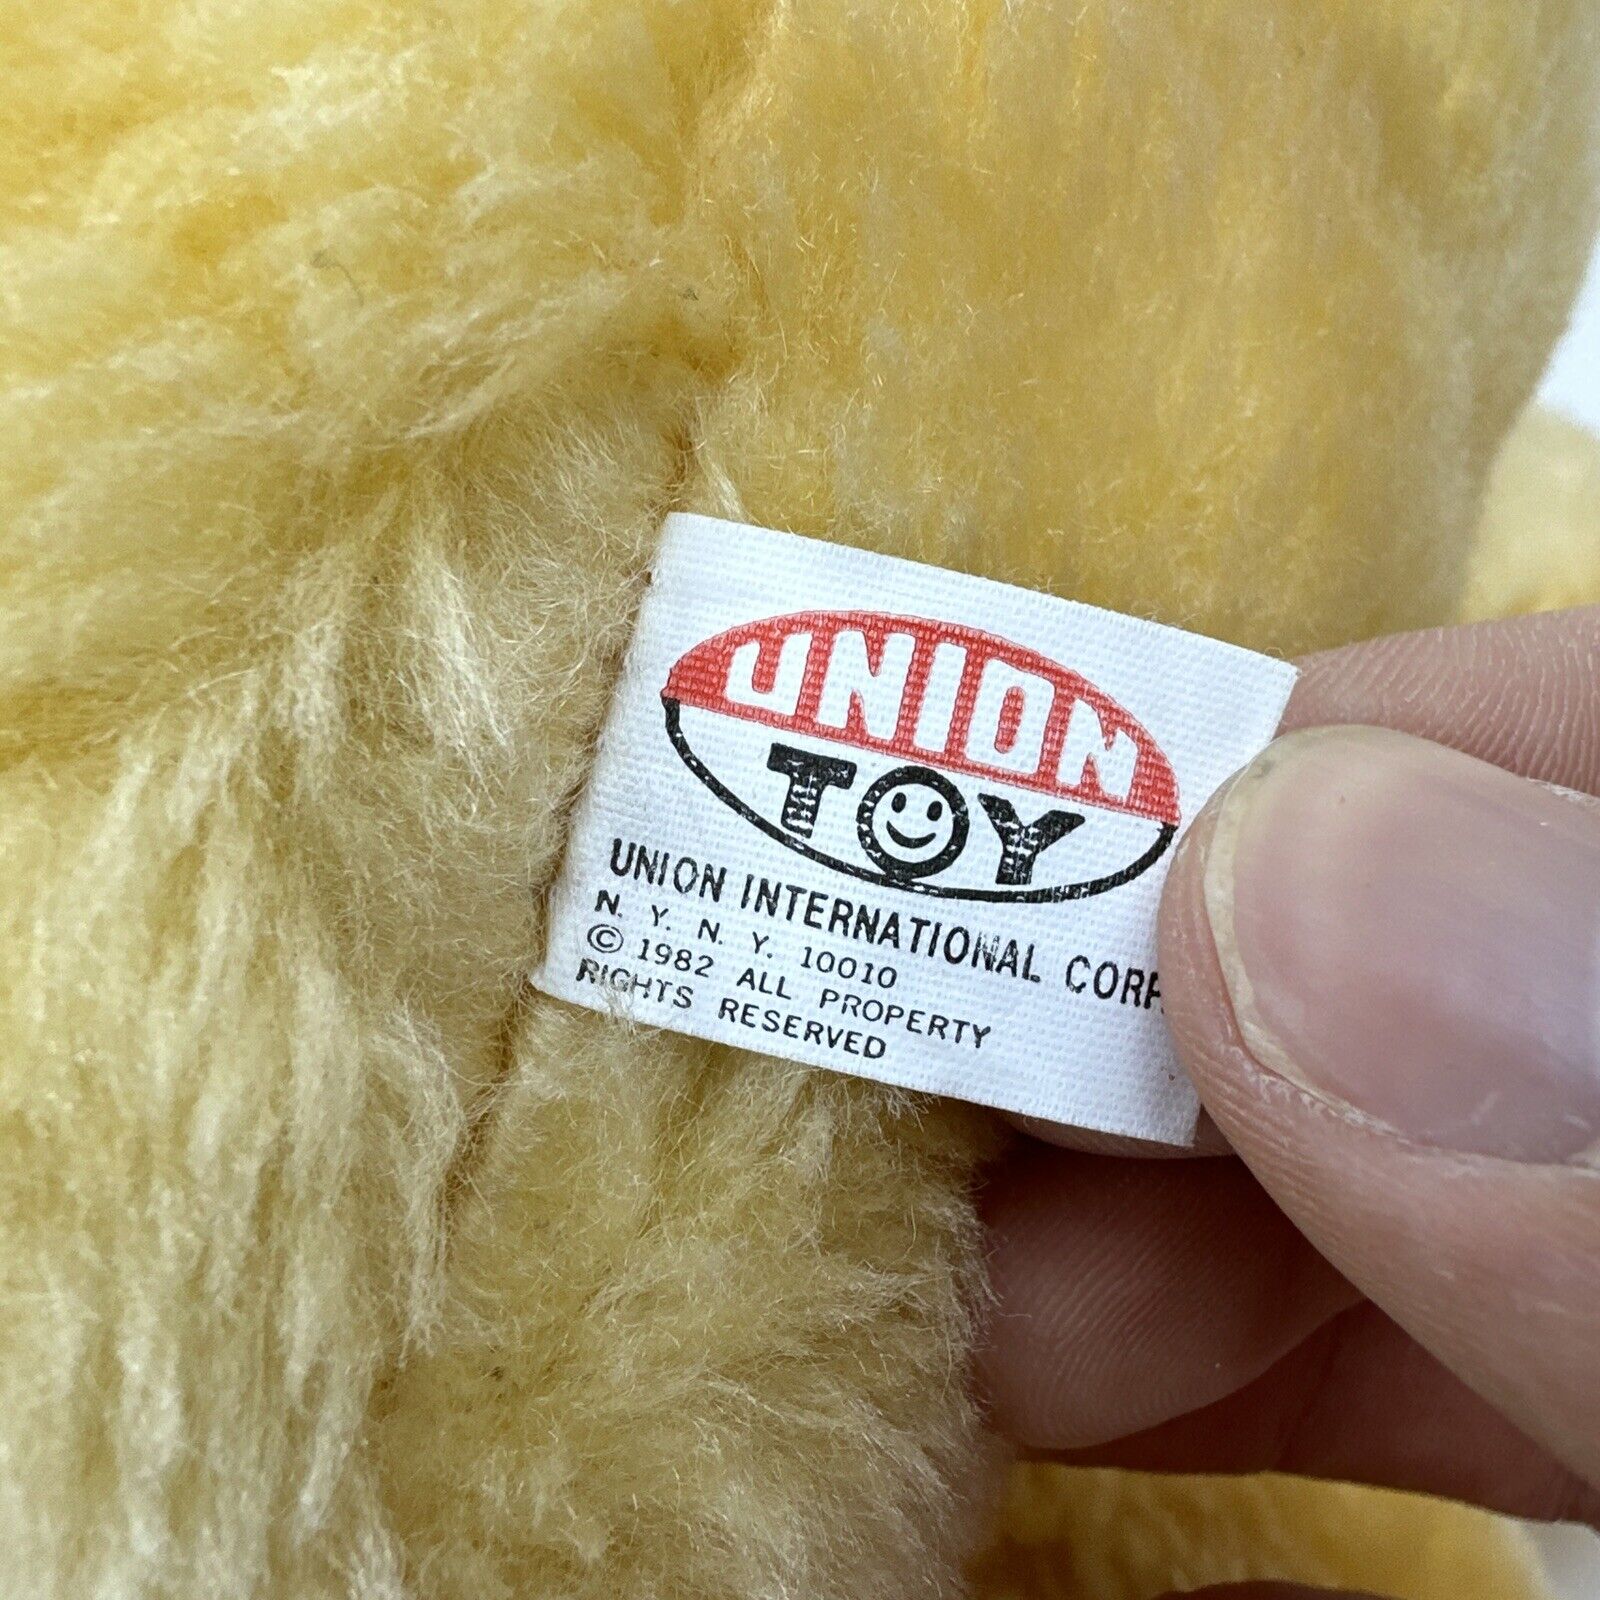 UNION
TOY
UNION INTERNATIONAL CORP.
N. Y. N. Y. 10010
© 1982 ALL PROPERTY
RIGHTS RESERVED